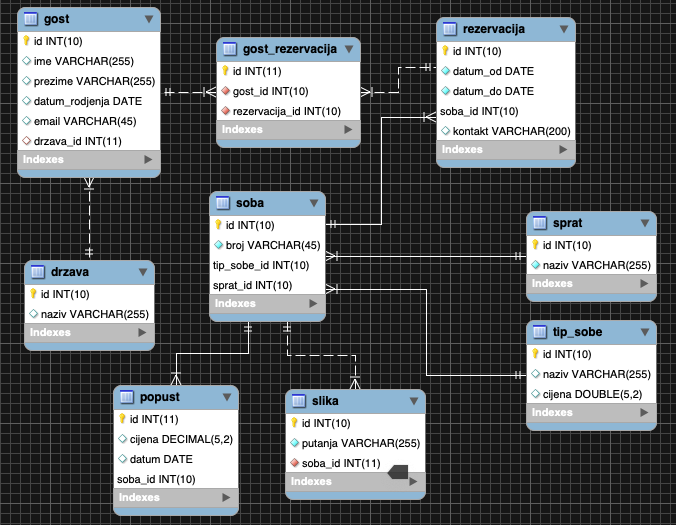 gost
id INT(10)
ime VARCHAR(255)
prezime VARCHAR(255)
datum_rodjenja DATE
email VARCHAR(45)
drzava_id INT(11)
Indexes
gost_rezervacija
id INT(11)
gost_id INT(10)
rezervacija_id INT(10)
Indexes
rezervacija
id INT(10)
datum_od DATE
datum_do DATE
soba_id INT(10)
kontakt VARCHAR(200)
Indexes
soba
id INT(10)
broj VARCHAR(45)
tip_sobe_id INT(10)
sprat_id INT(10)
Indexes
sprat
id INT(10)
naziv VARCHAR(255)
Indexes
drzava
id INT(10)
naziv VARCHAR(255)
Indexes
tip_sobe
id INT(10)
naziv VARCHAR(255)
cijena DOUBLE(5,2)
Indexes
popust
id INT(11)
cijena DECIMAL(5,2)
datum DATE
soba_id INT(10)
Indexes
slika
id INT(10)
putanja VARCHAR(255)
soba_id INT(11)
Indexes